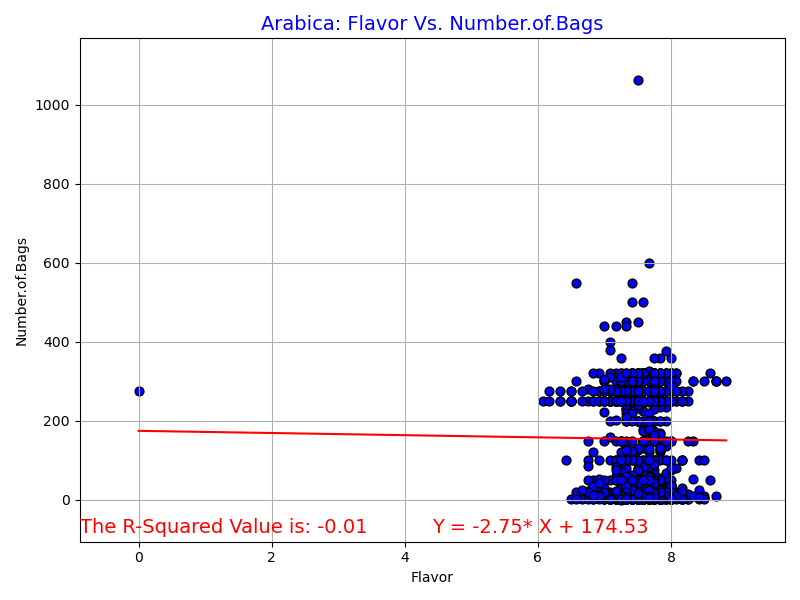 Arabica: Flavor Vs. Number.of.Bags
1000
800
600
400
200
0
Number.of.Bags
The R-Squared Value is: -0.01
Y = -2.75* X + 174.53
0 2 4 6 8
Flavor